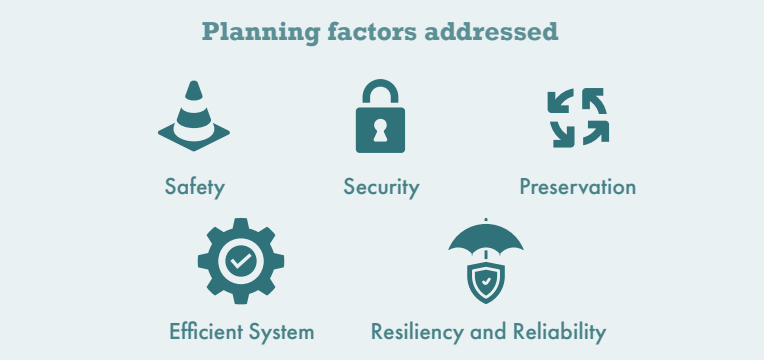 Planning factors addressed
Safety
Security
Preservation
Efficient System
Resiliency and Reliability